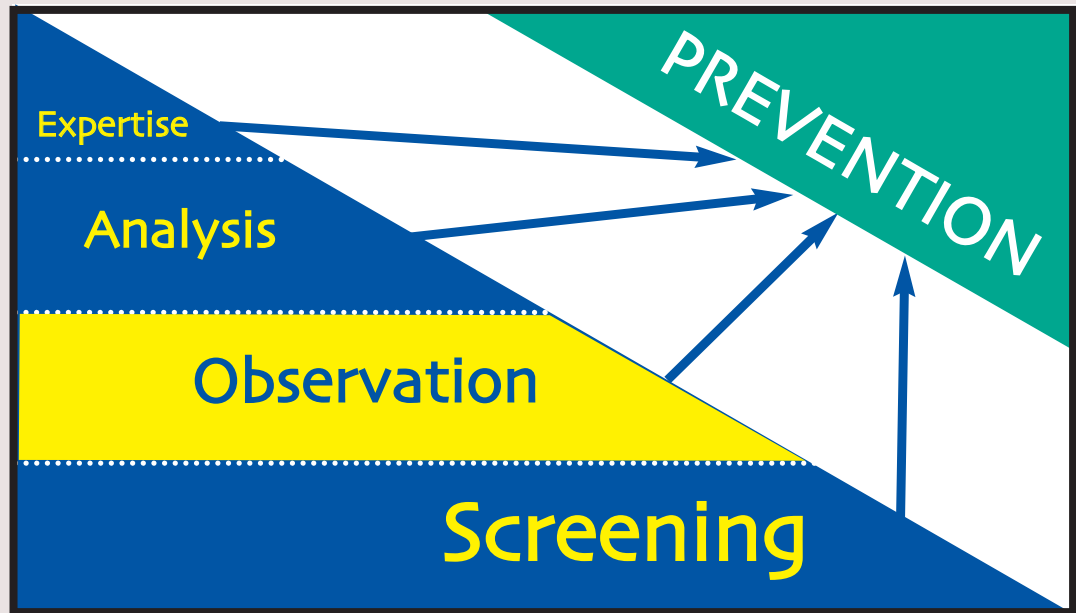 PREVENTION
Expertise
Analysis
Observation
Screening